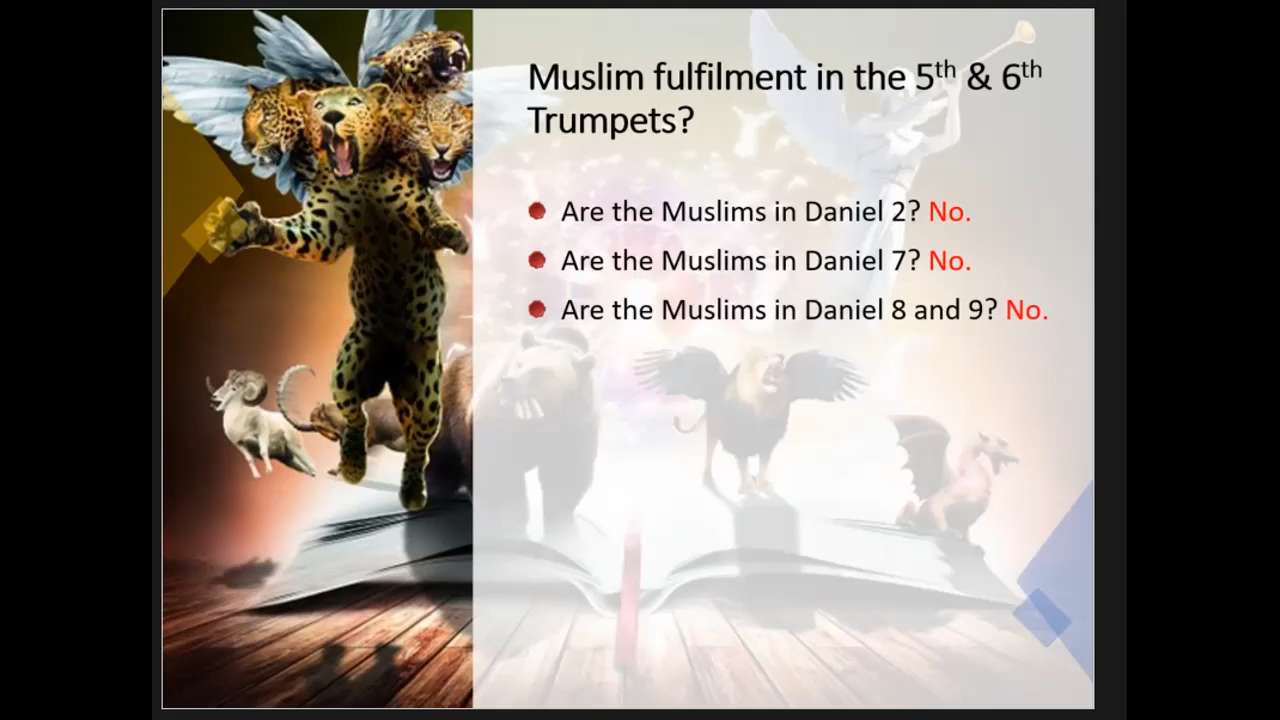 Muslim fulfilment in the 5th & 6th
Trumpets?
Are the Muslims in Daniel 2? No.
Are the Muslims in Daniel 7? No.
Are the Muslims in Daniel 8 and 9? No.